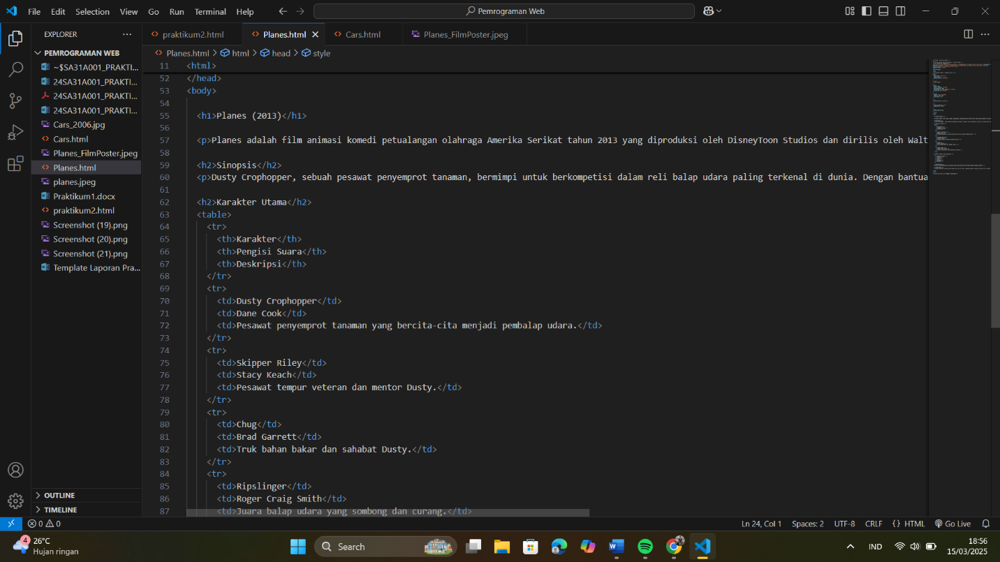 File Edit Selection View Go Run Terminal Help
Pemrograman Web
EXPLORER
praktikum2.html
Planes.html
Cars.html
Planes_FilmPoster.jpeg
PEMROGRAMAN WEB
~$SA31A001_PRAKTI...
24SA31A001_PRAKTI...
24SA31A001_PRAKTI...
24SA31A001_PRAKTI...
Cars_2006.jpg
Cars.html
Planes_FilmPoster.jpeg
Planes.html
planes.jpeg
Praktikum1.docx
praktikum2.html
Screenshot (19).png
Screenshot (20).png
Screenshot (21).png
Template Laporan Pra...
OUTLINE
TIMELINE
Planes.html > html > head > style
11 <html>
52 </head>
53 <body>
54
55 <h1>Planes (2013)</h1>
56
57 <p>Planes adalah film animasi komedi petualangan olahraga Amerika Serikat tahun 2013 yang diproduksi oleh DisneyToon Studios dan dirilis oleh Walt
58
59 <h2>Sinopsis</h2>
60 <p>Dusty Crophopper, sebuah pesawat penyemprot tanaman, bermimpi untuk berkompetisi dalam reli balap udara paling terkenal di dunia. Dengan bantua
61
62 <h2>Karakter Utama</h2>
63 <table>
64 <tr>
65 <th>Karakter</th>
66 <th>Pengisi Suara</th>
67 <th>Deskripsi</th>
68 </tr>
69 <tr>
70 <td>Dusty Crophopper</td>
71 <td>Dane Cook</td>
72 <td>Pesawat penyemprot tanaman yang bercita-cita menjadi pembalap udara.</td>
73 </tr>
74 <tr>
75 <td>Skipper Riley</td>
76 <td>Stacy Keach</td>
77 <td>Pesawat tempur veteran dan mentor Dusty.</td>
78 </tr>
79 <tr>
80 <td>Chug</td>
81 <td>Brad Garrett</td>
82 <td>Truk bahan bakar dan sahabat Dusty.</td>
83 </tr>
84 <tr>
85 <td>Ripslinger</td>
86 <td>Roger Craig Smith</td>
87 <td>Juara balap udara yang sombong dan curang.</td>
0 0
Ln 24, Col 1 Spaces: 2 UTF-8 CRLF {} HTML Go Live
4
26°C
Hujan ringan
Search
IND
18:56
15/03/2025